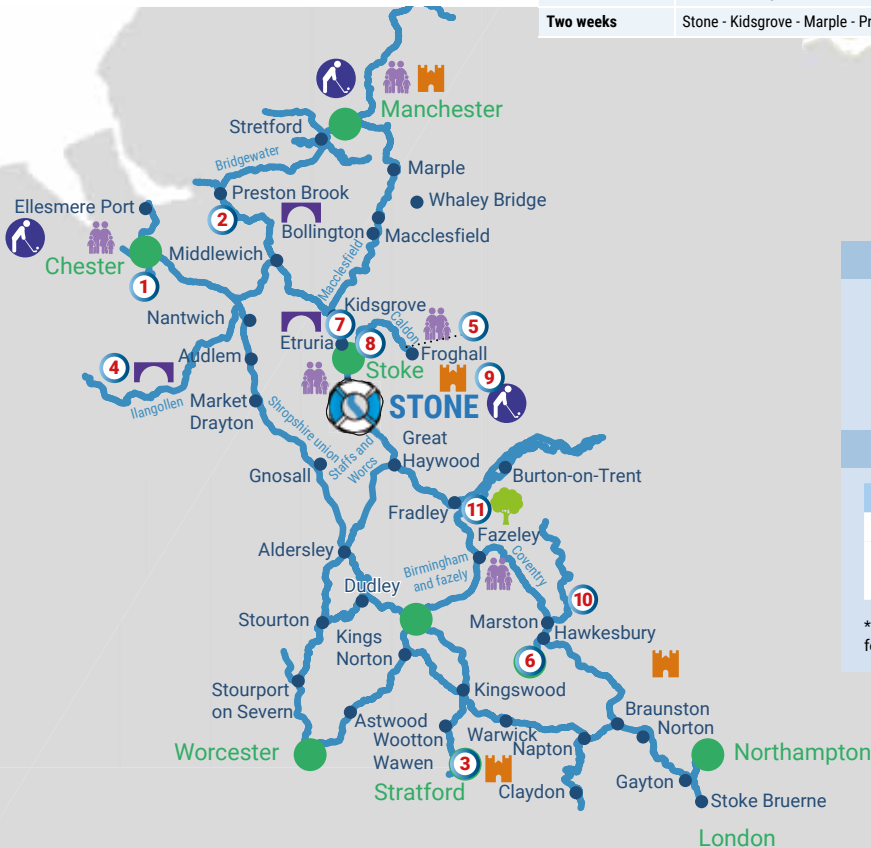 Two weeks
Stone - Kidsgrove - Marple - Pr
Manchester
Stretford
Bridgewater
Marple
Preston Brook
Whaley Bridge
Ellesmere Port
2
Bollington
Macclesfield
Chester
Middlewich
1
Macclesfield
Kidsgrove
Nantwich
7
Caldon
5
Etruria
8
Froghall
Audlem
Stoke
4
9
llangollen
Market
Drayton
STONE
Shropshire union
Staffs and
Worcs
Great
Haywood
Gnosall
Burton-on-Trent
Fradley
11
Fazeley
Aldersley
Birmingham
and fazely
Coventry
Dudley
10
Stourton
Marston
Kings
Norton
Hawkesbury
6
Stourport
on Severn
Kingswood
Braunston
Astwood
Warwick
Norton
Wootton
Wawen
Napton
Worcester
Northampton
3
Stratford
Claydon
Gayton
Stoke Bruerne
London
*
fo